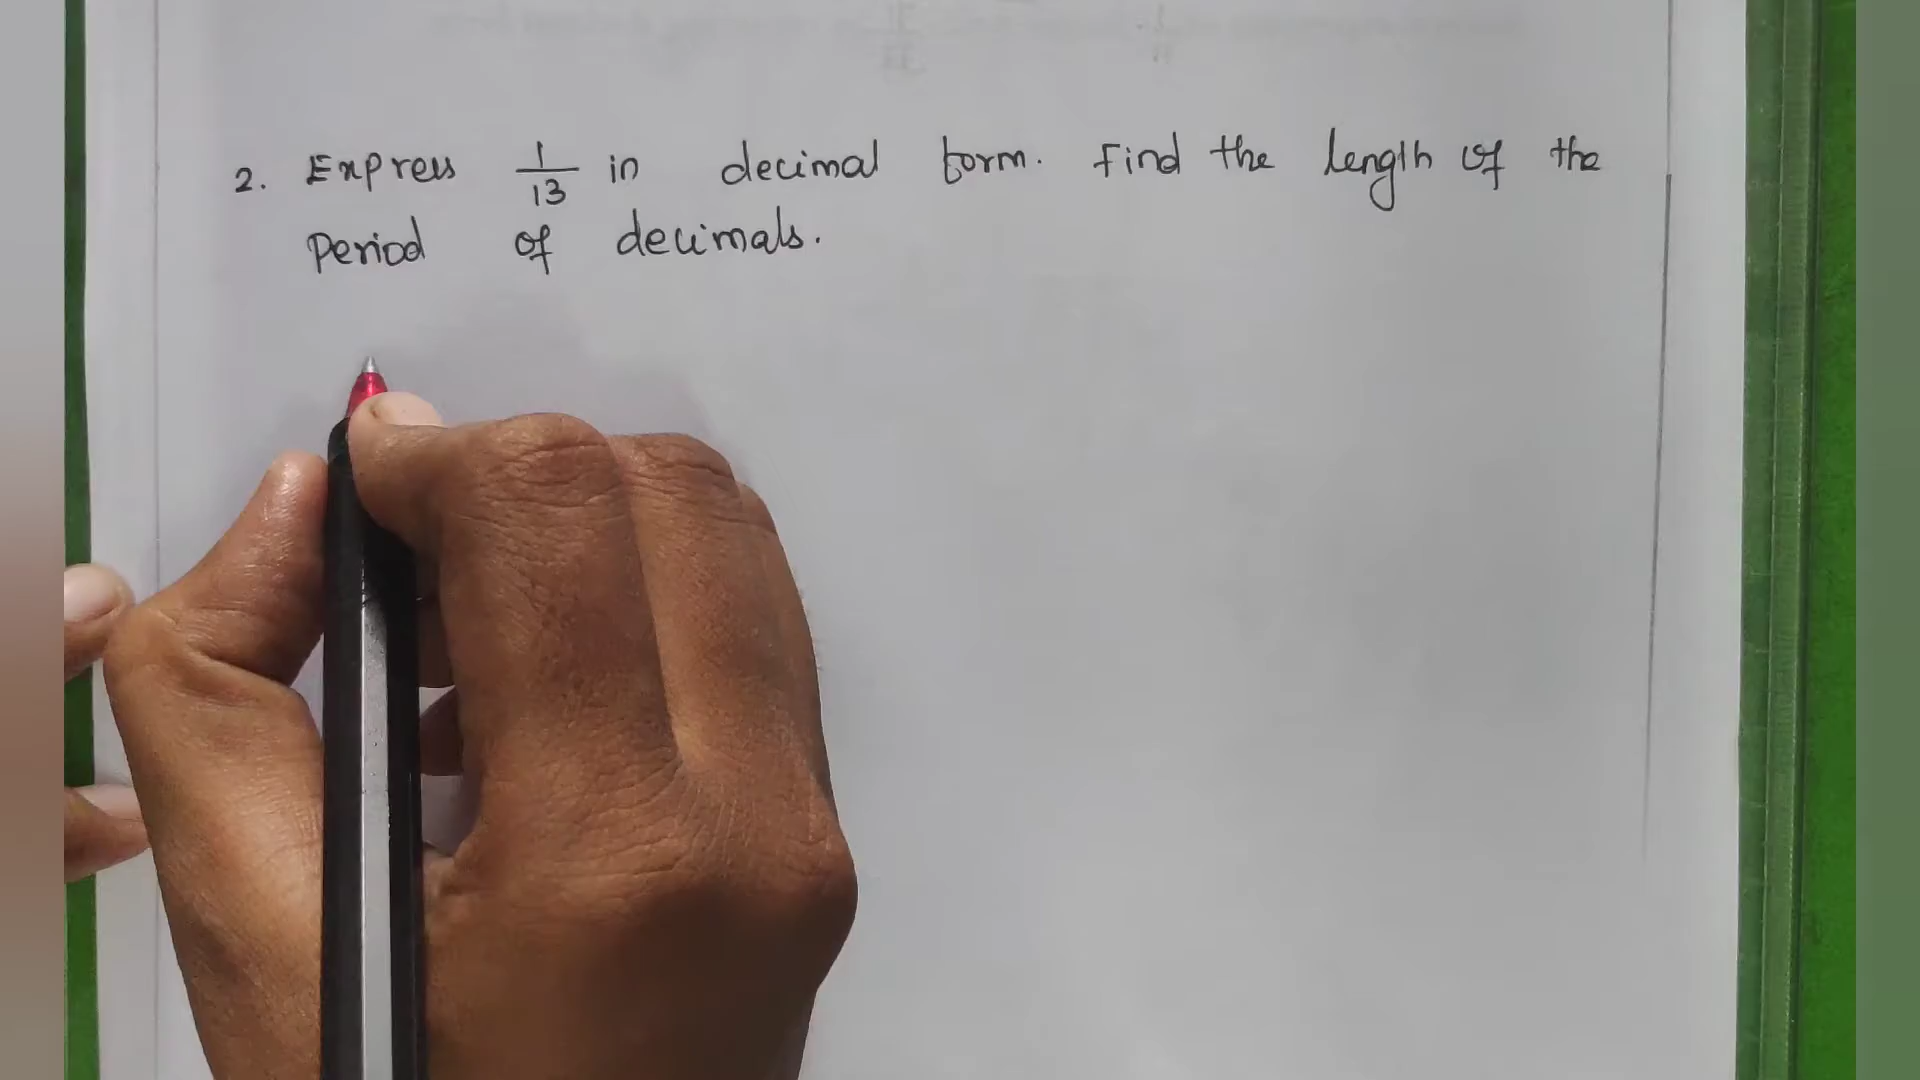 2. Express 1/13 in decimal form. Find the length of the
Period of decimals.